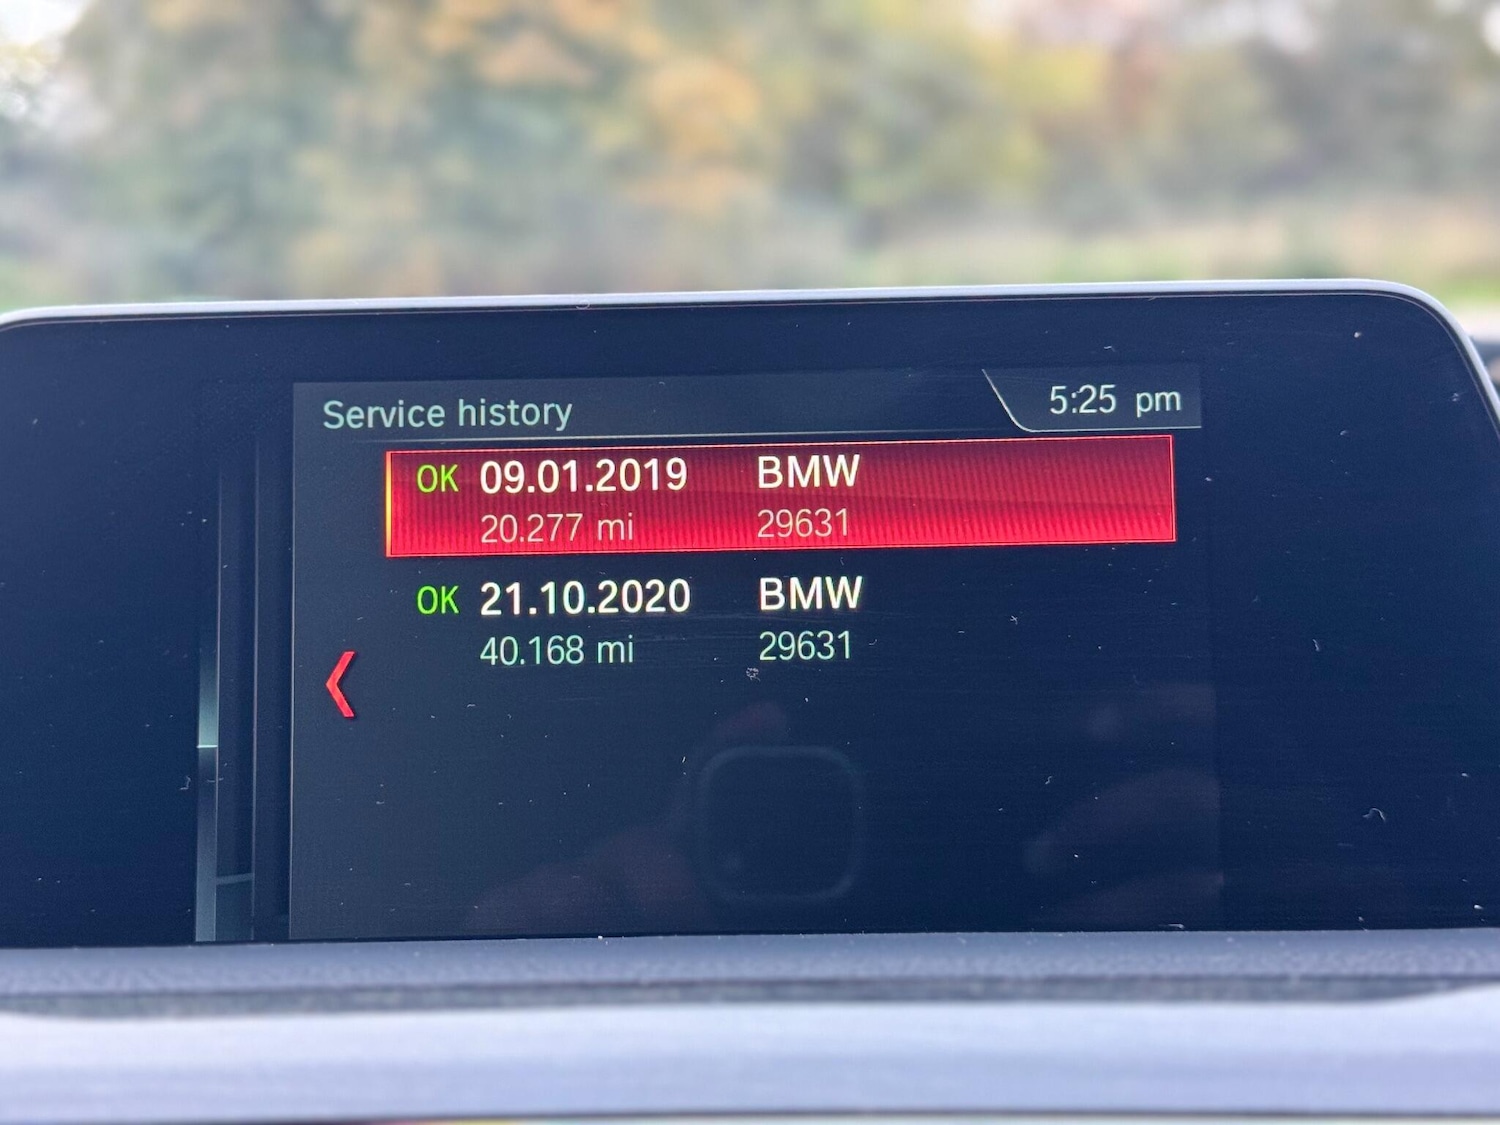 Service history
5:25 pm
OK 09.01.2019 BMW
20.277 mi 29631
OK 21.10.2020 BMW
40.168 mi 29631